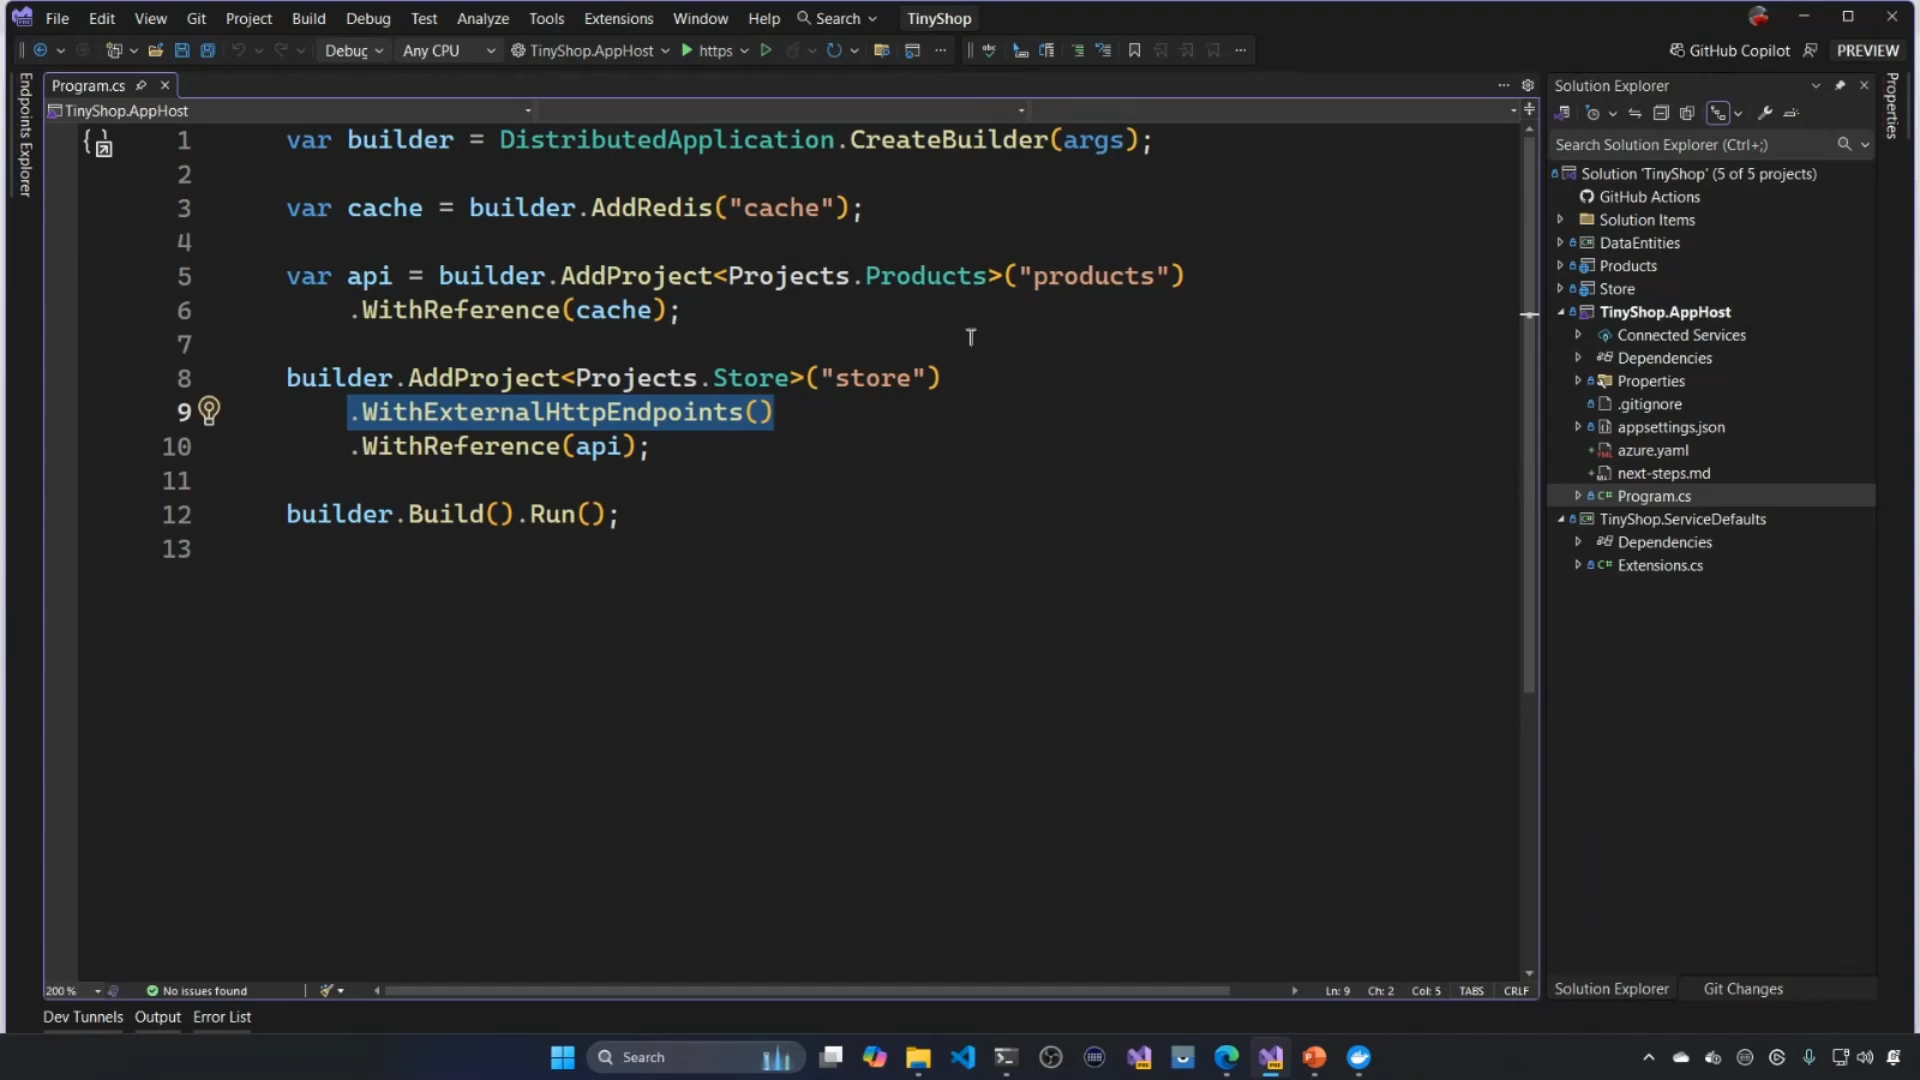 File Edit View Git Project Build Debug Test Analyze Tools Extensions Window Help Search TinyShop
Debug Any CPU TinyShop.AppHost https GitHub Copilot PREVIEW
Endpoints Explorer
Program.cs
TinyShop.AppHost
1 var builder = DistributedApplication.CreateBuilder(args);
2
3 var cache = builder.AddRedis("cache");
4
5 var api = builder.AddProject<Projects.Products>("products")
6 .WithReference(cache);
7
8 builder.AddProject<Projects.Store>("store")
9 .WithExternalHttpEndpoints()
10 .WithReference(api);
11
12 builder.Build().Run();
13
200 % No issues found Ln: 9 Ch: 2 Col: 5 TABS CRLF
Solution Explorer
Search Solution Explorer (Ctrl+;)
Solution 'TinyShop' (5 of 5 projects)
GitHub Actions
Solution Items
DataEntities
Products
Store
TinyShop.AppHost
Connected Services
Dependencies
Properties
.gitignore
appsettings.json
azure.yaml
next-steps.md
Program.cs
TinyShop.ServiceDefaults
Dependencies
Extensions.cs
Solution Explorer Git Changes
Properties
Dev Tunnels Output Error List
Search